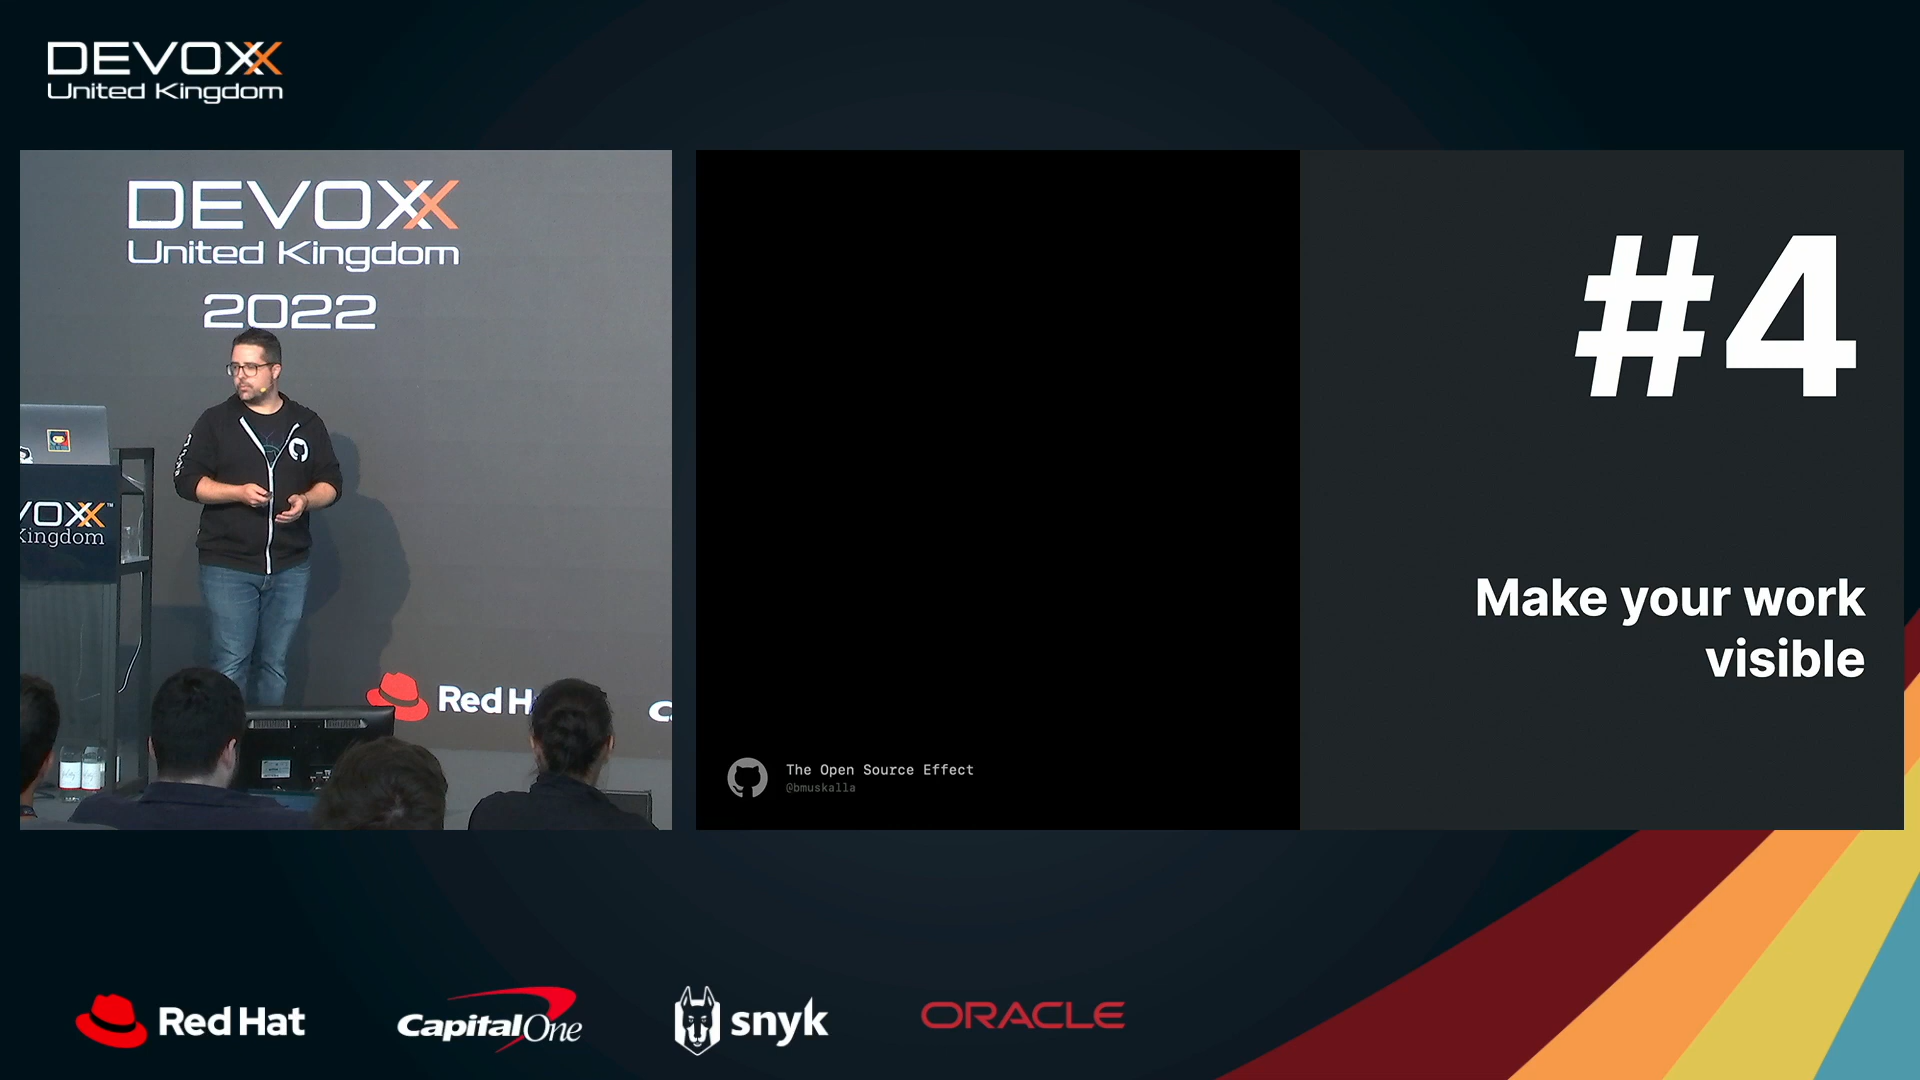 DEVOXX
United Kingdom
DEVOXX
United Kingdom
2022
VOXX™
Kingdom
Red H
C
#4
Make your work
visible
The Open Source Effect
@bmuskalla
Red Hat
Capital One
snyk
ORACLE